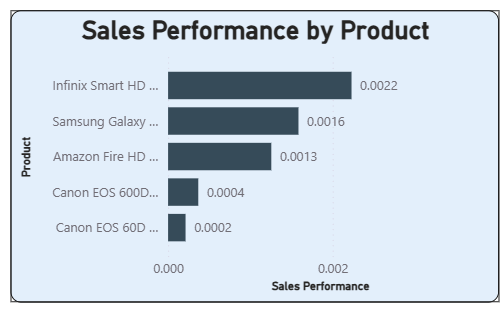 Sales Performance by Product
Infinix Smart HD ... 0.0022
Samsung Galaxy ... 0.0016
Amazon Fire HD ... 0.0013
Canon EOS 600D... 0.0004
Canon EOS 60D ... 0.0002
Product
0.000 0.002
Sales Performance